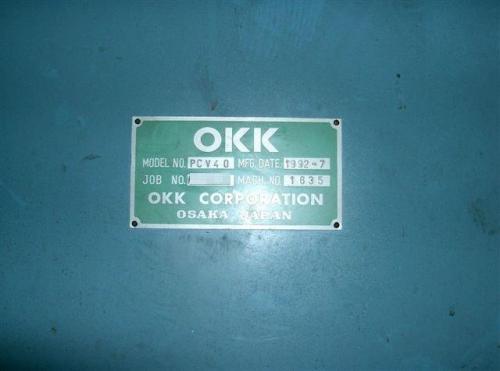 OKK
MODEL NO. PCV40 MFG. DATE. 1992-7
JOB NO. MACH. NO 1635
OKK CORPORATION
OSAKA, JAPAN